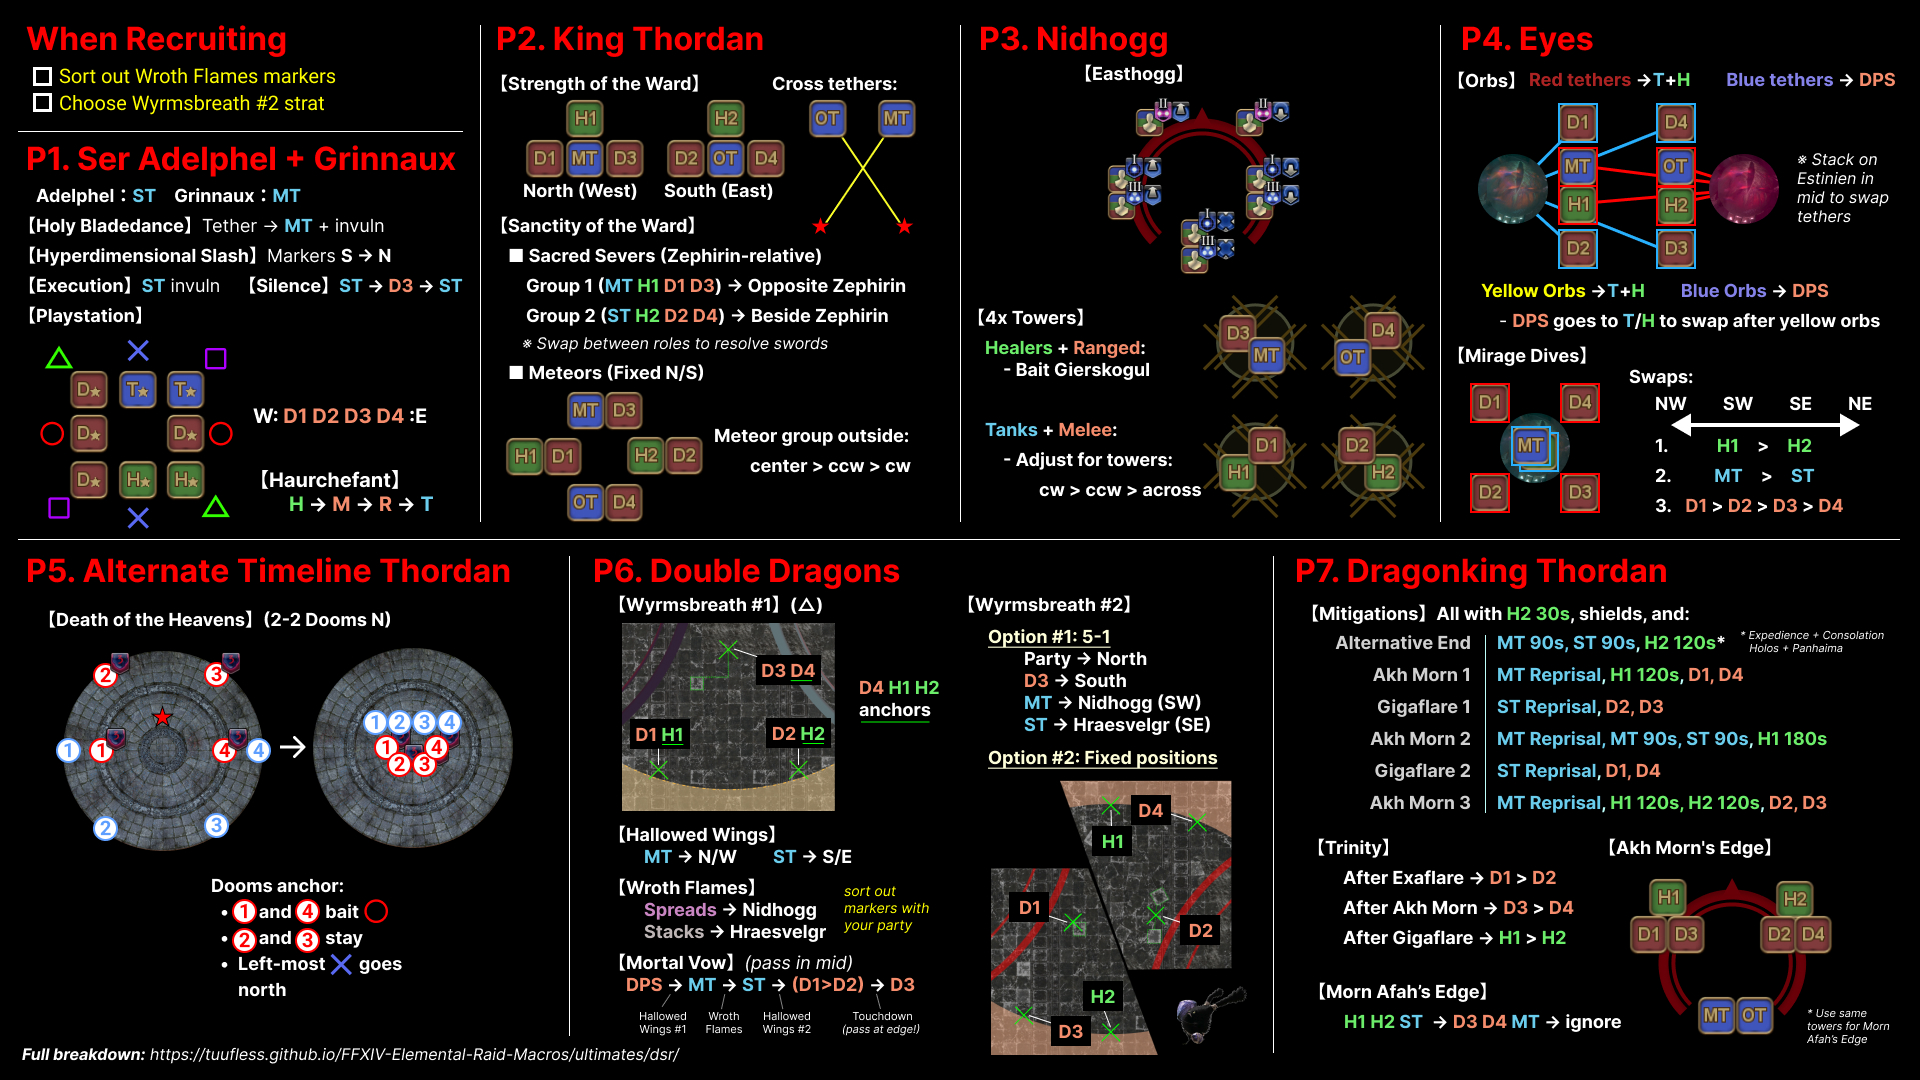 When Recruiting
Sort out Wroth Flames markers
Choose Wyrmsbreath #2 strat
P1. Ser Adelphel + Grinnaux
Adelphel：ST Grinnaux：MT
【Holy Bladedance】Tether → MT + invuln
【Hyperdimensional Slash】Markers S → N
【Execution】ST invuln 【Silence】ST → D3 → ST
【Playstation】
D★ T★ T★
D★ D★
D★ H★ H★
W: D1 D2 D3 D4 :E
【Haurchefant】
H → M → R → T
P2. King Thordan
【Strength of the Ward】 Cross tethers:
H1 H2 OT MT
D1 MT D3 D2 OT D4
North (West) South (East)
【Sanctity of the Ward】
■ Sacred Severs (Zephirin-relative)
Group 1 (MT H1 D1 D3) → Opposite Zephirin
Group 2 (ST H2 D2 D4) → Beside Zephirin
※ Swap between roles to resolve swords
■ Meteors (Fixed N/S)
MT D3
H1 D1 H2 D2
OT D4
Meteor group outside:
center > ccw > cw
P3. Nidhogg
【Easthogg】
II II
I I
III III
I
III
【4x Towers】
Healers + Ranged:
- Bait Gierskogul
D3 MT D4 OT
Tanks + Melee:
- Adjust for towers:
cw > ccw > across
D1 H1 D2 H2
P4. Eyes
【Orbs】 Red tethers →T+H Blue tethers → DPS
D1 D4
MT OT
H1 H2
D2 D3
※ Stack on
Estinien in
mid to swap
tethers
Yellow Orbs →T+H Blue Orbs → DPS
- DPS goes to T/H to swap after yellow orbs
【Mirage Dives】
D1 D4
MT
D2 D3
Swaps:
NW SW SE NE
1. H1 > H2
2. MT > ST
3. D1 > D2 > D3 > D4
P5. Alternate Timeline Thordan
【Death of the Heavens】(2-2 Dooms N)
2 3
1 1 4 4
2 3
→
1 2 3 4
1 4
2 3
Dooms anchor:
• 1 and 4 bait
• 2 and 3 stay
• Left-most goes
north
P6. Double Dragons
【Wyrmsbreath #1】(△)
D3 D4
D1 H1 D2 H2
D4 H1 H2
anchors
【Hallowed Wings】
MT → N/W ST → S/E
【Wroth Flames】
Spreads → Nidhogg
Stacks → Hraesvelgr
sort out
markers with
your party
【Mortal Vow】(pass in mid)
DPS → MT → ST → (D1>D2) → D3
Hallowed Wings #1
Wroth Flames
Hallowed Wings #2
Touchdown (pass at edge!)
【Wyrmsbreath #2】
Option #1: 5-1
Party → North
D3 → South
MT → Nidhogg (SW)
ST → Hraesvelgr (SE)
Option #2: Fixed positions
D4
H1
D1
D2
H2
D3
P7. Dragonking Thordan
【Mitigations】All with H2 30s, shields, and:
Alternative End MT 90s, ST 90s, H2 120s*
* Expedience + Consolation
Holos + Panhaima
Akh Morn 1 MT Reprisal, H1 120s, D1, D4
Gigaflare 1 ST Reprisal, D2, D3
Akh Morn 2 MT Reprisal, MT 90s, ST 90s, H1 180s
Gigaflare 2 ST Reprisal, D1, D4
Akh Morn 3 MT Reprisal, H1 120s, H2 120s, D2, D3
【Trinity】
After Exaflare → D1 > D2
After Akh Morn → D3 > D4
After Gigaflare → H1 > H2
【Morn Afah's Edge】
H1 H2 ST → D3 D4 MT → ignore
【Akh Morn's Edge】
H1 H2
D1 D3 D2 D4
MT OT
* Use same
towers for Morn
Afah's Edge
Full breakdown: https://tuufless.github.io/FFXIV-Elemental-Raid-Macros/ultimates/dsr/